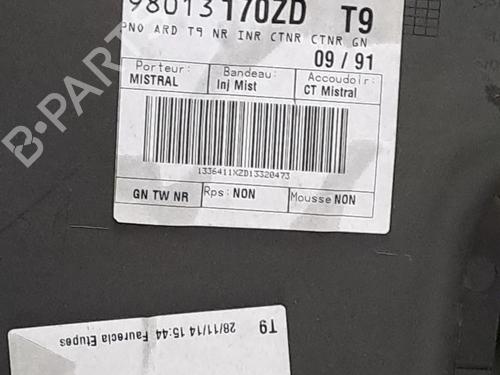 98013170ZD T9
PNO ARD T9 NR INR CTNR CTNR GN
09 / 91
Porteur: MISTRAL
Bandeau: Inj Mist
Accoudoir: CT Mistral
1336411XZD13320473
GN TW NR
Rps: NON
Mousse NON
T9 28/11/14 15:44 Faurecia Etupes
B-PARTS